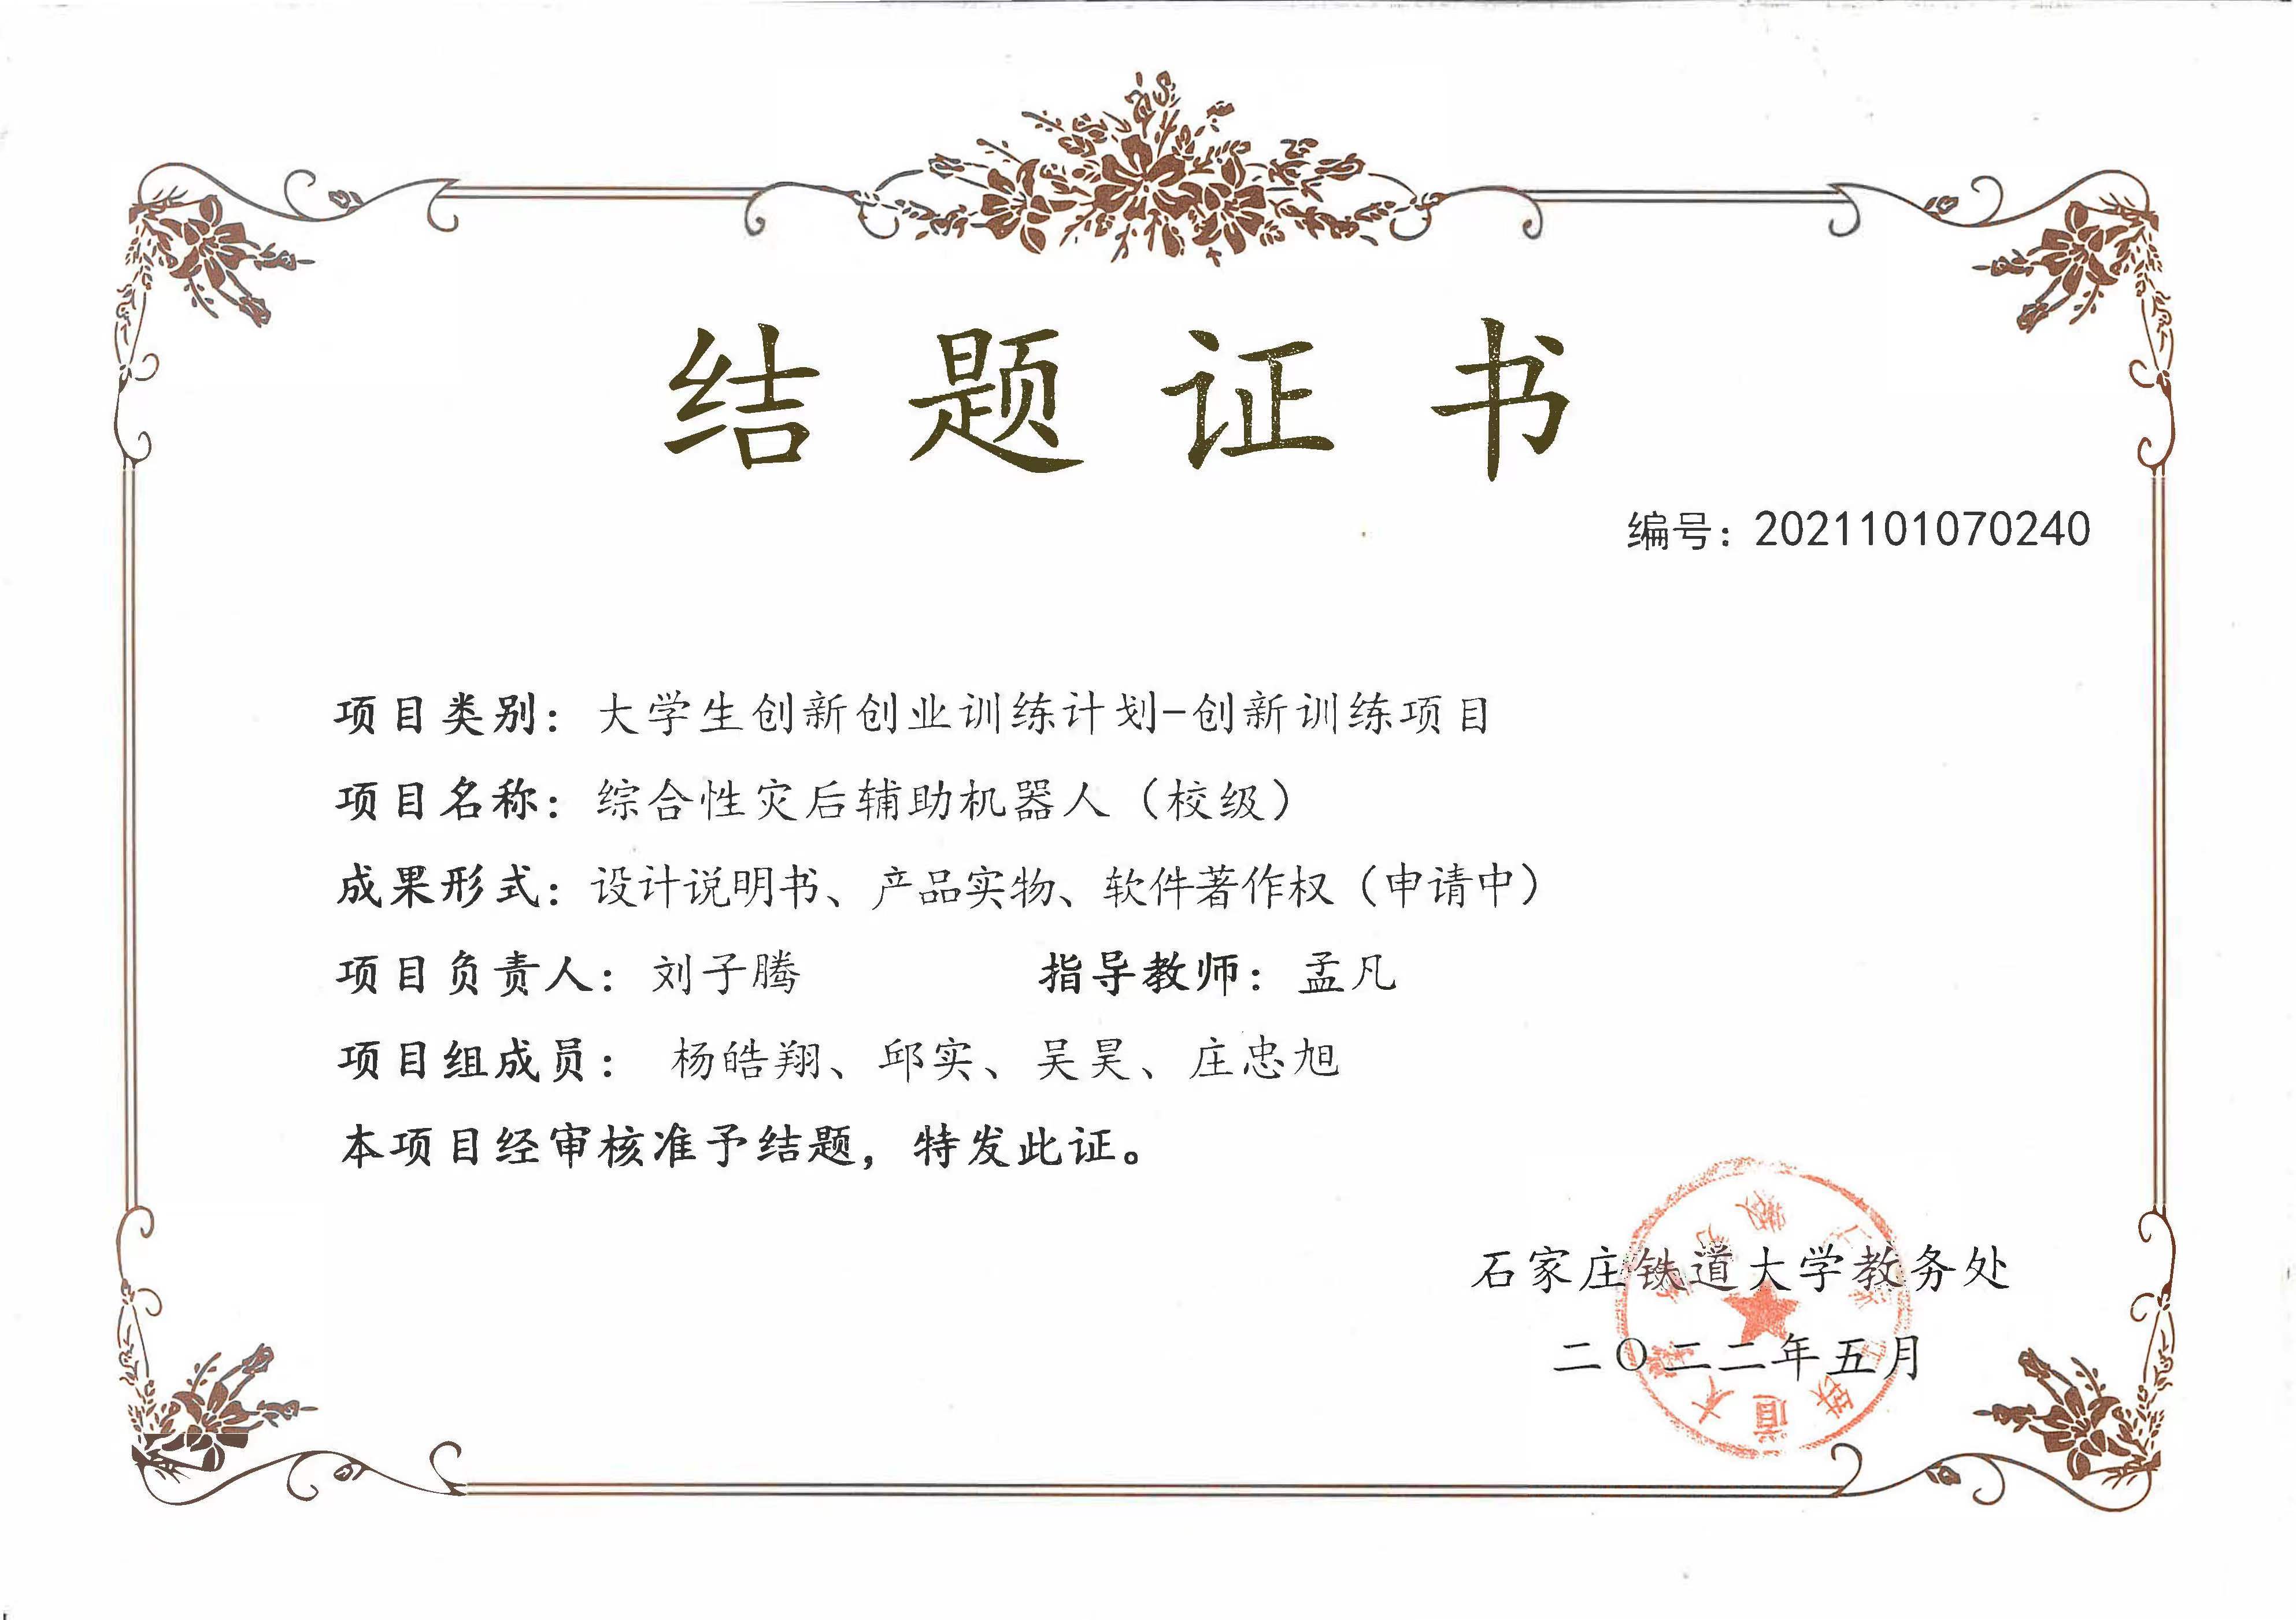 结题证书
编号：2021101070240
项目类别：大学生创新创业训练计划-创新训练项目
项目名称：综合性灾后辅助机器人（校级）
成果形式：设计说明书、产品实物、软件著作权（申请中）
项目负责人：刘子腾 指导教师：孟凡
项目组成员：杨皓翔、邱实、吴昊、庄忠旭
本项目经审核准予结题，特发此证。
石家庄铁道大学教务处
二〇二二年五月